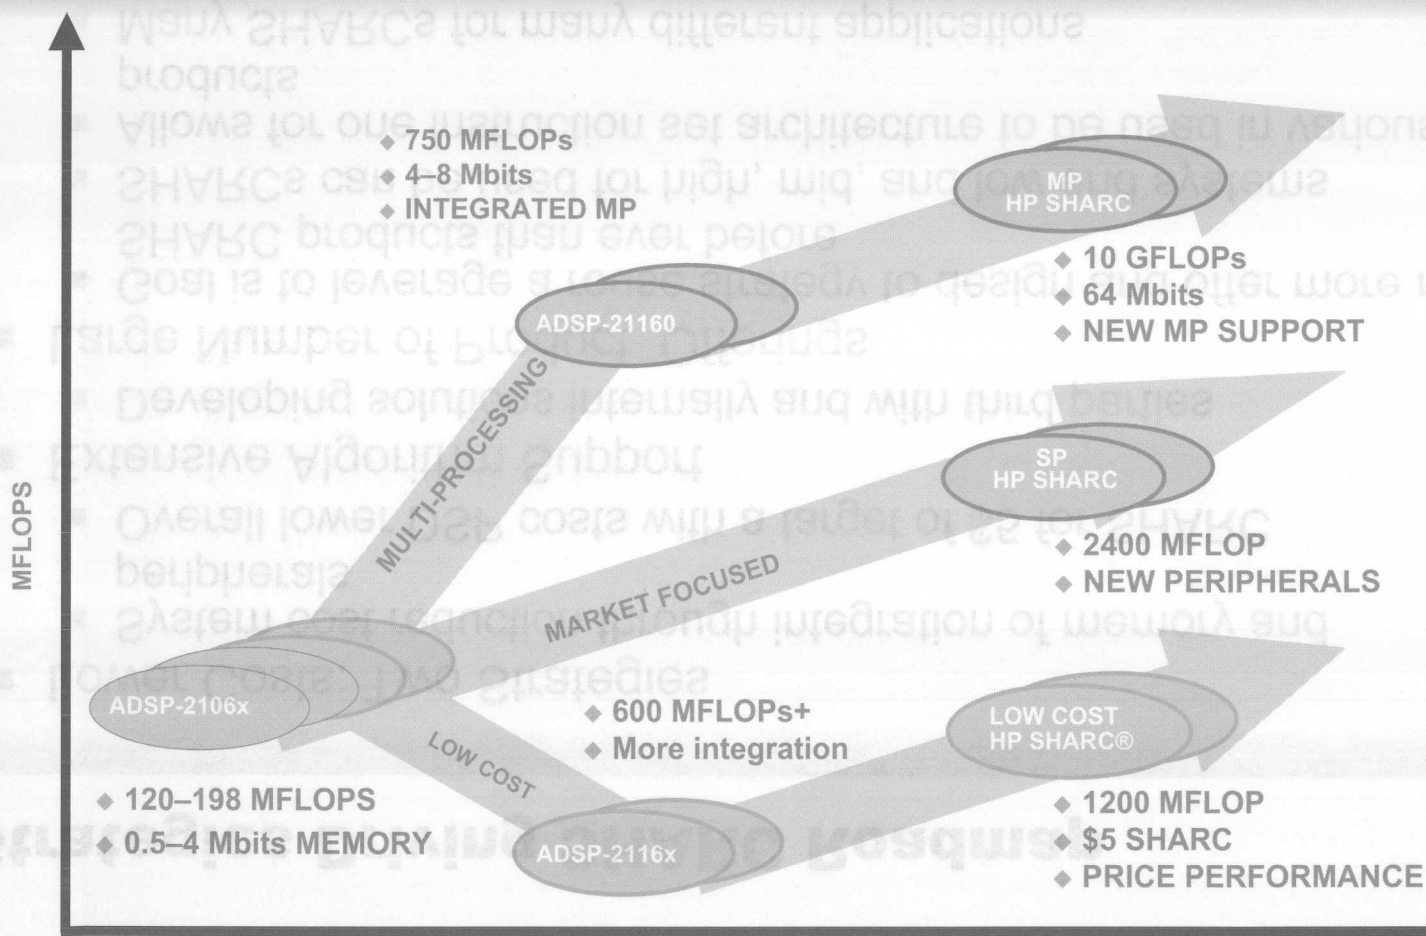 750 MFLOPs
4–8 Mbits
INTEGRATED MP
MP
HP SHARC
10 GFLOPs
64 Mbits
NEW MP SUPPORT
ADSP-21160
MULTI-PROCESSING
SP
HP SHARC
MFLOPS
2400 MFLOP
NEW PERIPHERALS
MARKET FOCUSED
ADSP-2106x
600 MFLOPs+
More integration
LOW COST
HP SHARC®
LOW COST
120–198 MFLOPS
0.5–4 Mbits MEMORY
ADSP-2116x
1200 MFLOP
$5 SHARC
PRICE PERFORMANCE